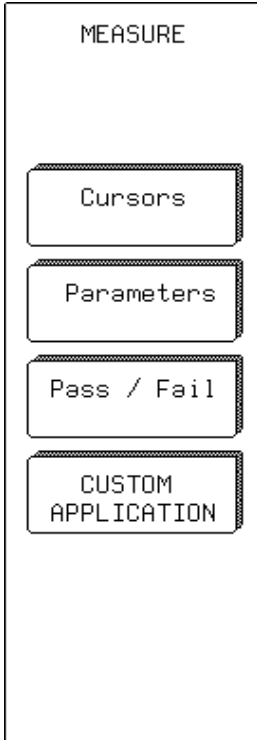 MEASURE
Cursors
Parameters
Pass / Fail
CUSTOM
APPLICATION